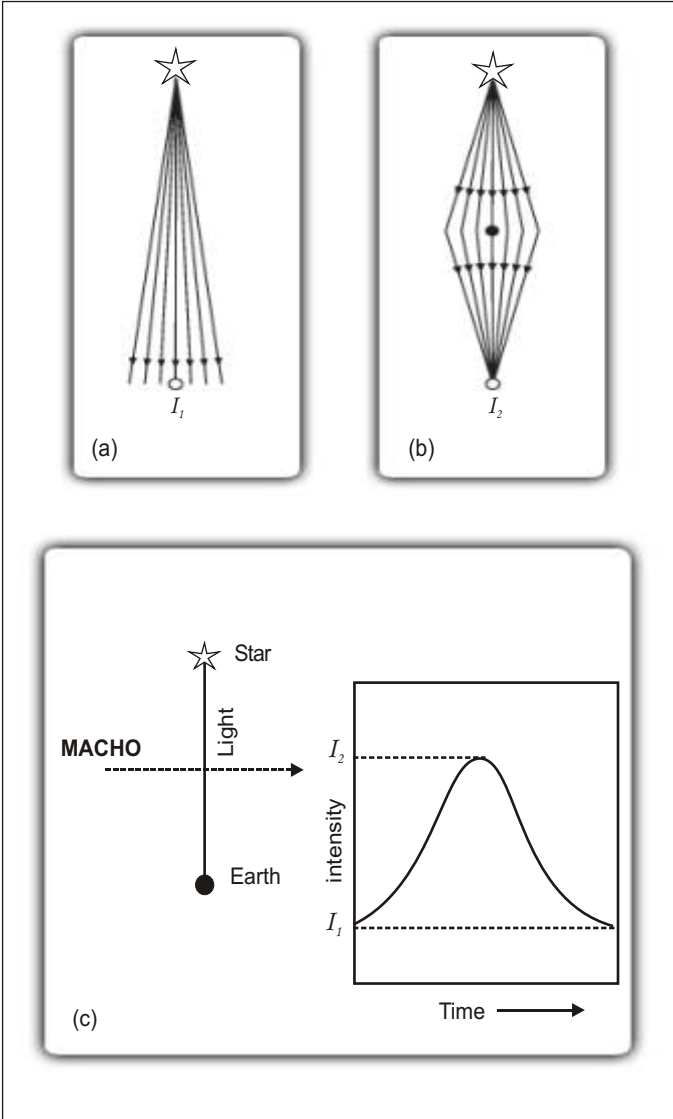 I₁
(a)
I₂
(b)
Star
Light
MACHO
Earth
I₂
intensity
I₁
Time
(c)